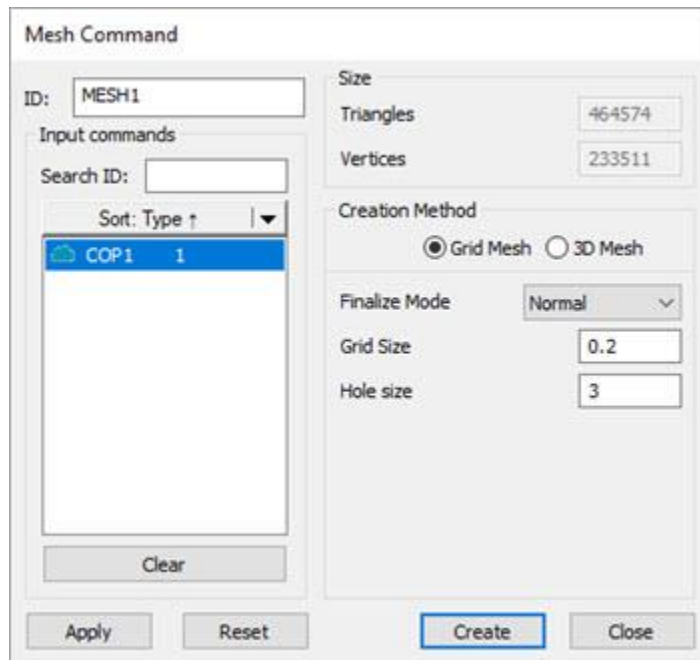 Mesh Command
ID: MESH1
Input commands
Search ID:
Sort: Type ↑
COP1 1
Clear
Size
Triangles 464574
Vertices 233511
Creation Method
Grid Mesh 3D Mesh
Finalize Mode Normal
Grid Size 0.2
Hole size 3
Apply Reset Create Close